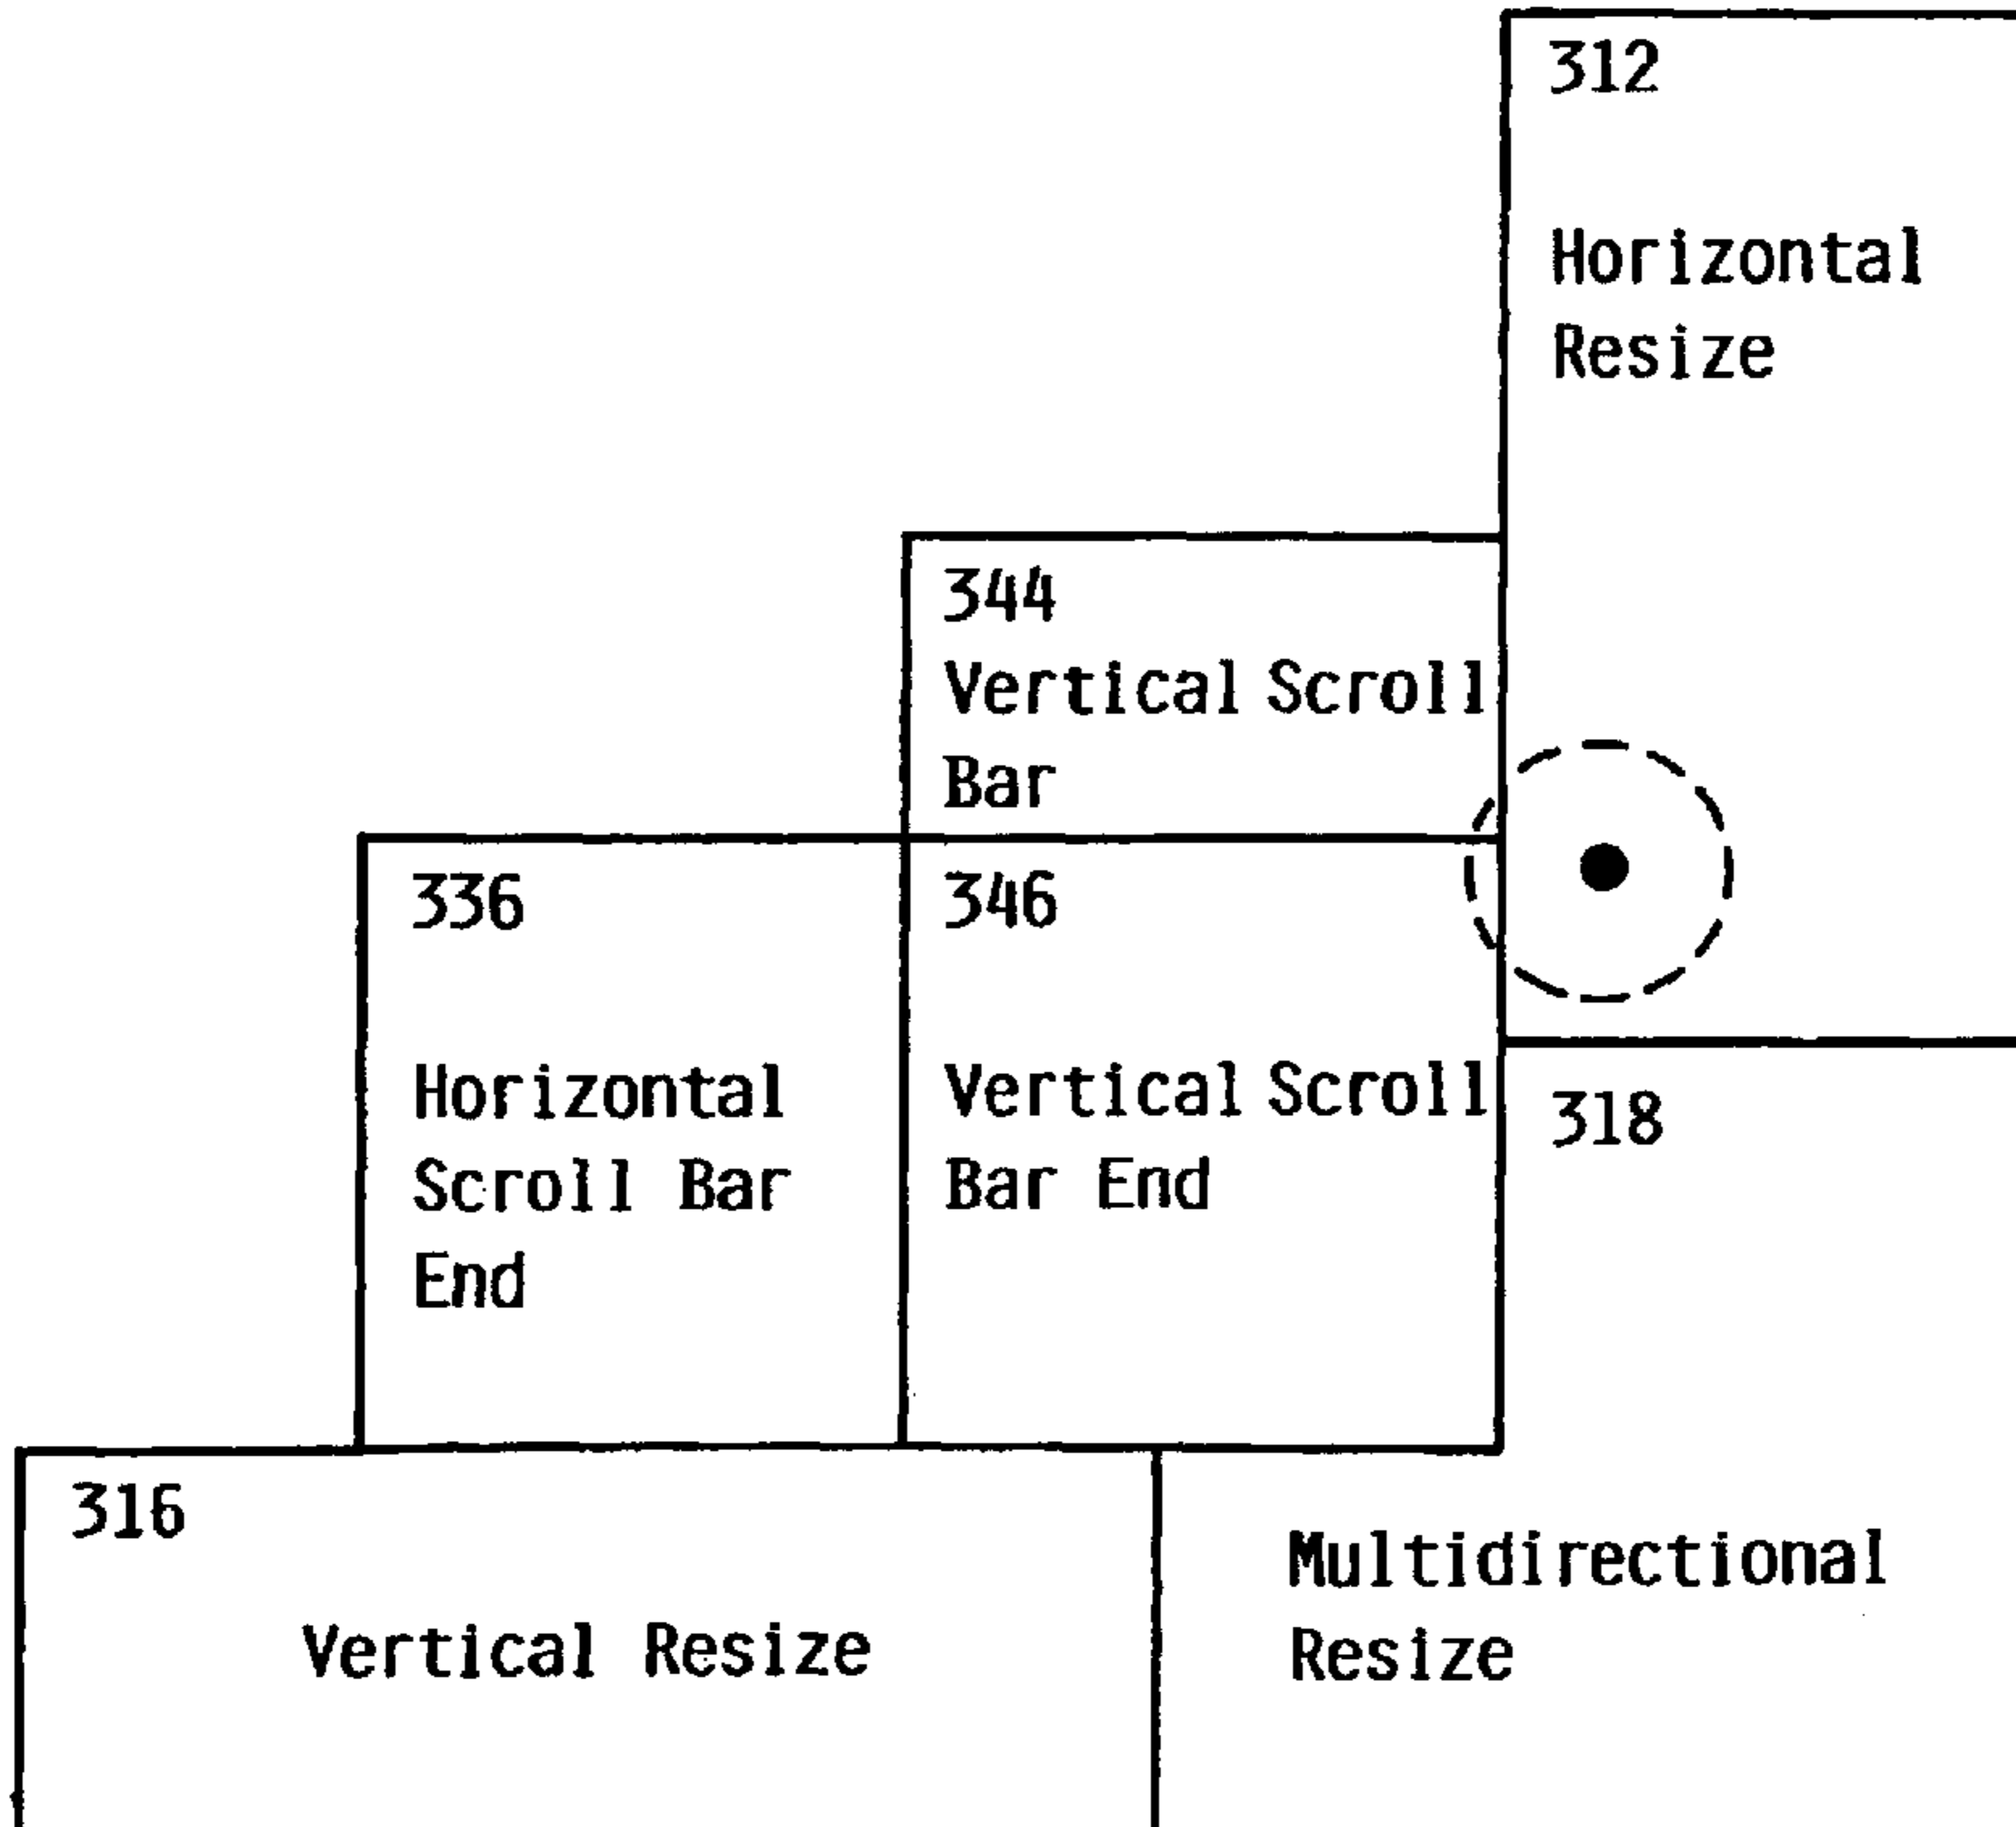 312
Horizontal
Resize
344
Vertical Scroll
Bar
336
Horizontal
Scroll Bar
End
346
Vertical Scroll
Bar End
318
Multidirectional
Resize
316
Vertical Resize